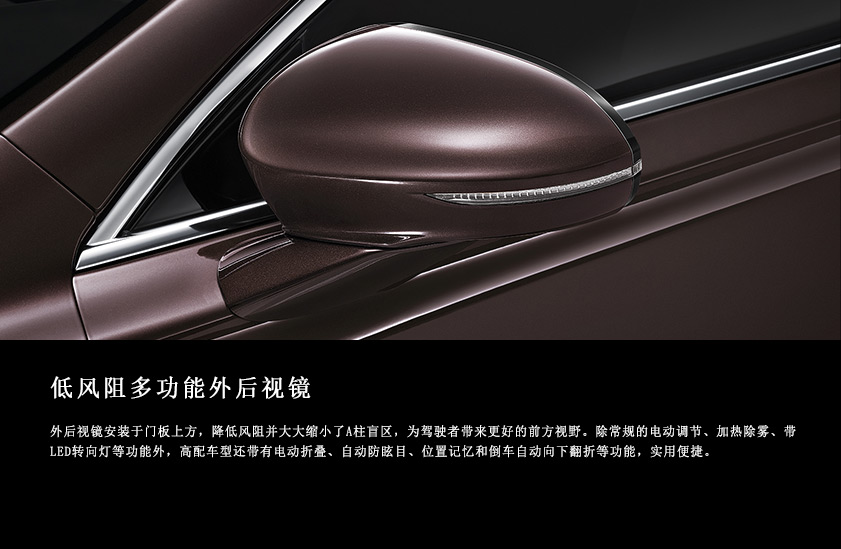 低风阻多功能外后视镜
外后视镜安装于门板上方，降低风阻并大大缩小了A柱盲区，为驾驶者带来更好的前方视野。除常规的电动调节、加热除雾、带
LED转向灯等功能外，高配车型还带有电动折叠、自动防眩目、位置记忆和倒车自动向下翻折等功能，实用便捷。